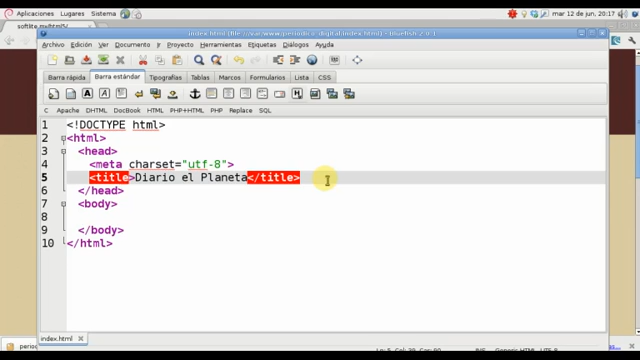 Aplicaciones Lugares Sistema mar 12 de jun, 20:17
Archivo Edición Ver Documento Ir Proyecto Herramientas Etiquetas Diálogos Ayuda
Barra rápida Barra estándar Tipografías Tablas Marcos Formularios Lista CSS
C Apache DHTML DocBook HTML PHP+HTML PHP Replace SQL
1 <!DOCTYPE html>
2 <html>
3 <head>
4 <meta charset="utf-8">
5 <title>Diario el Planeta</title>
6 </head>
7 <body>
8
9 </body>
10 </html>
index.html